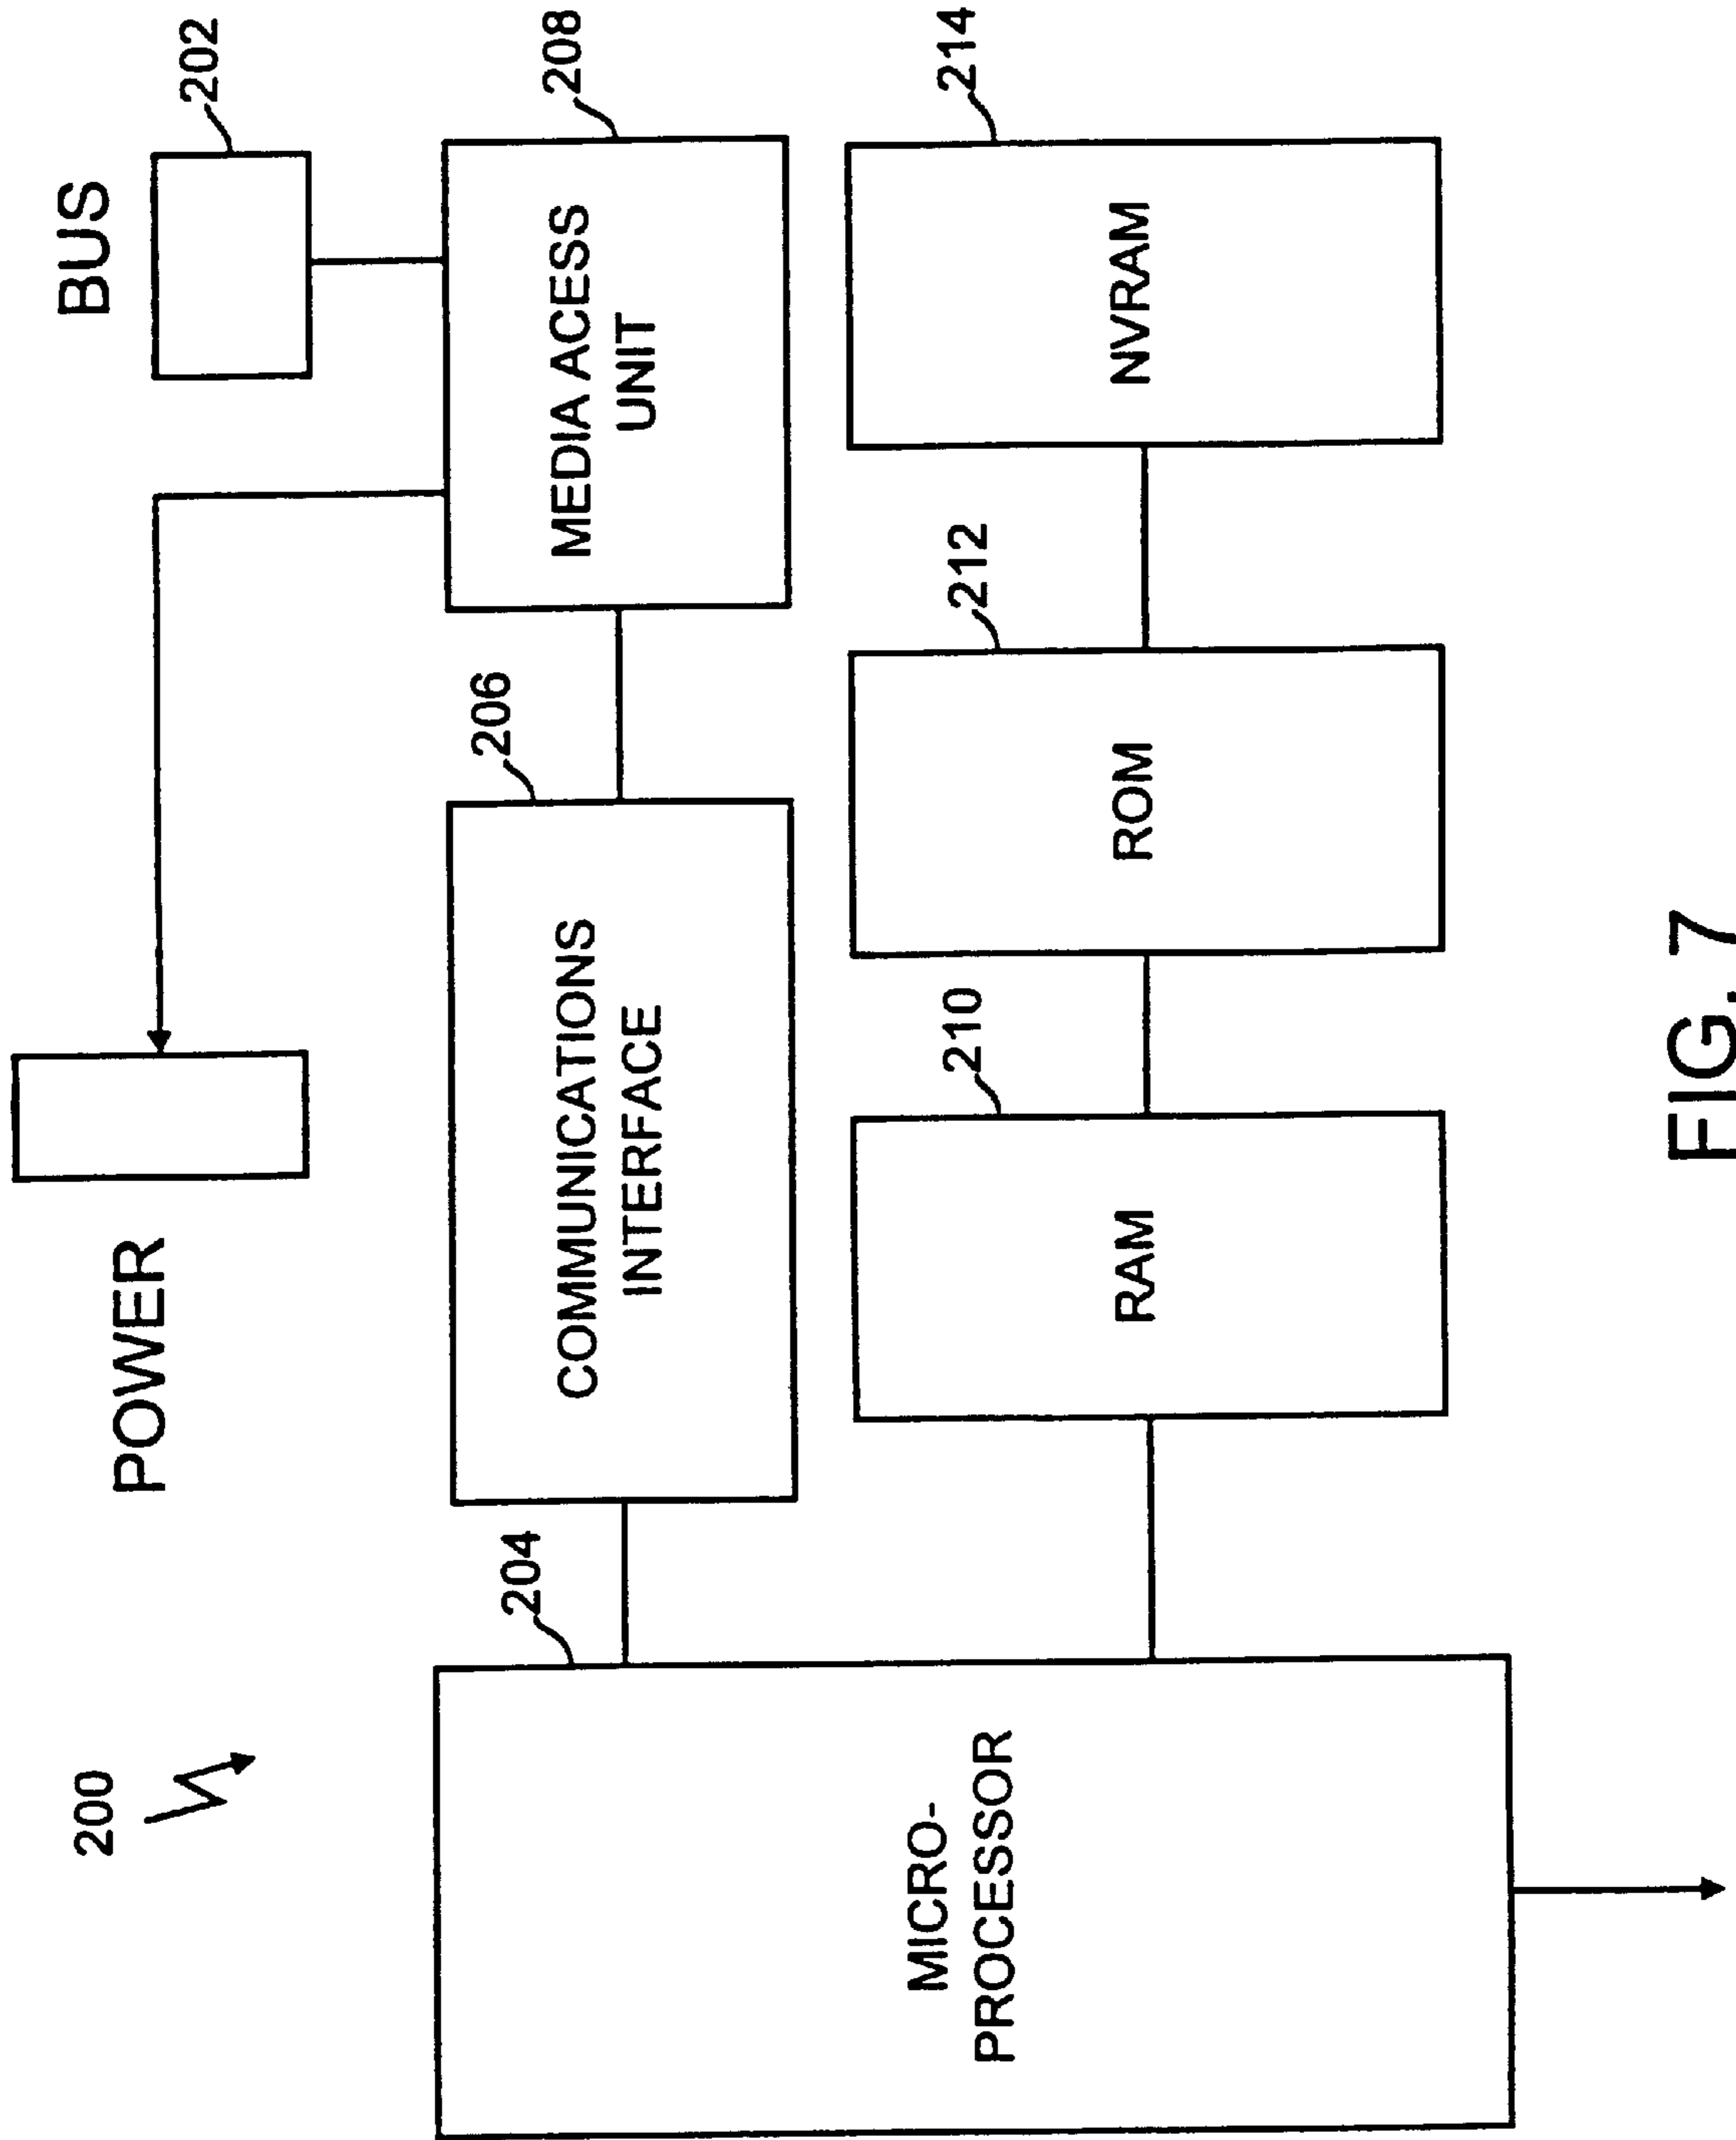 200
POWER
BUS
202
204
206
208
COMMUNICATIONS
INTERFACE
MEDIA ACESS
UNIT
MICRO-
PROCESSOR
210
212
214
RAM
ROM
NVRAM
FIG. 7